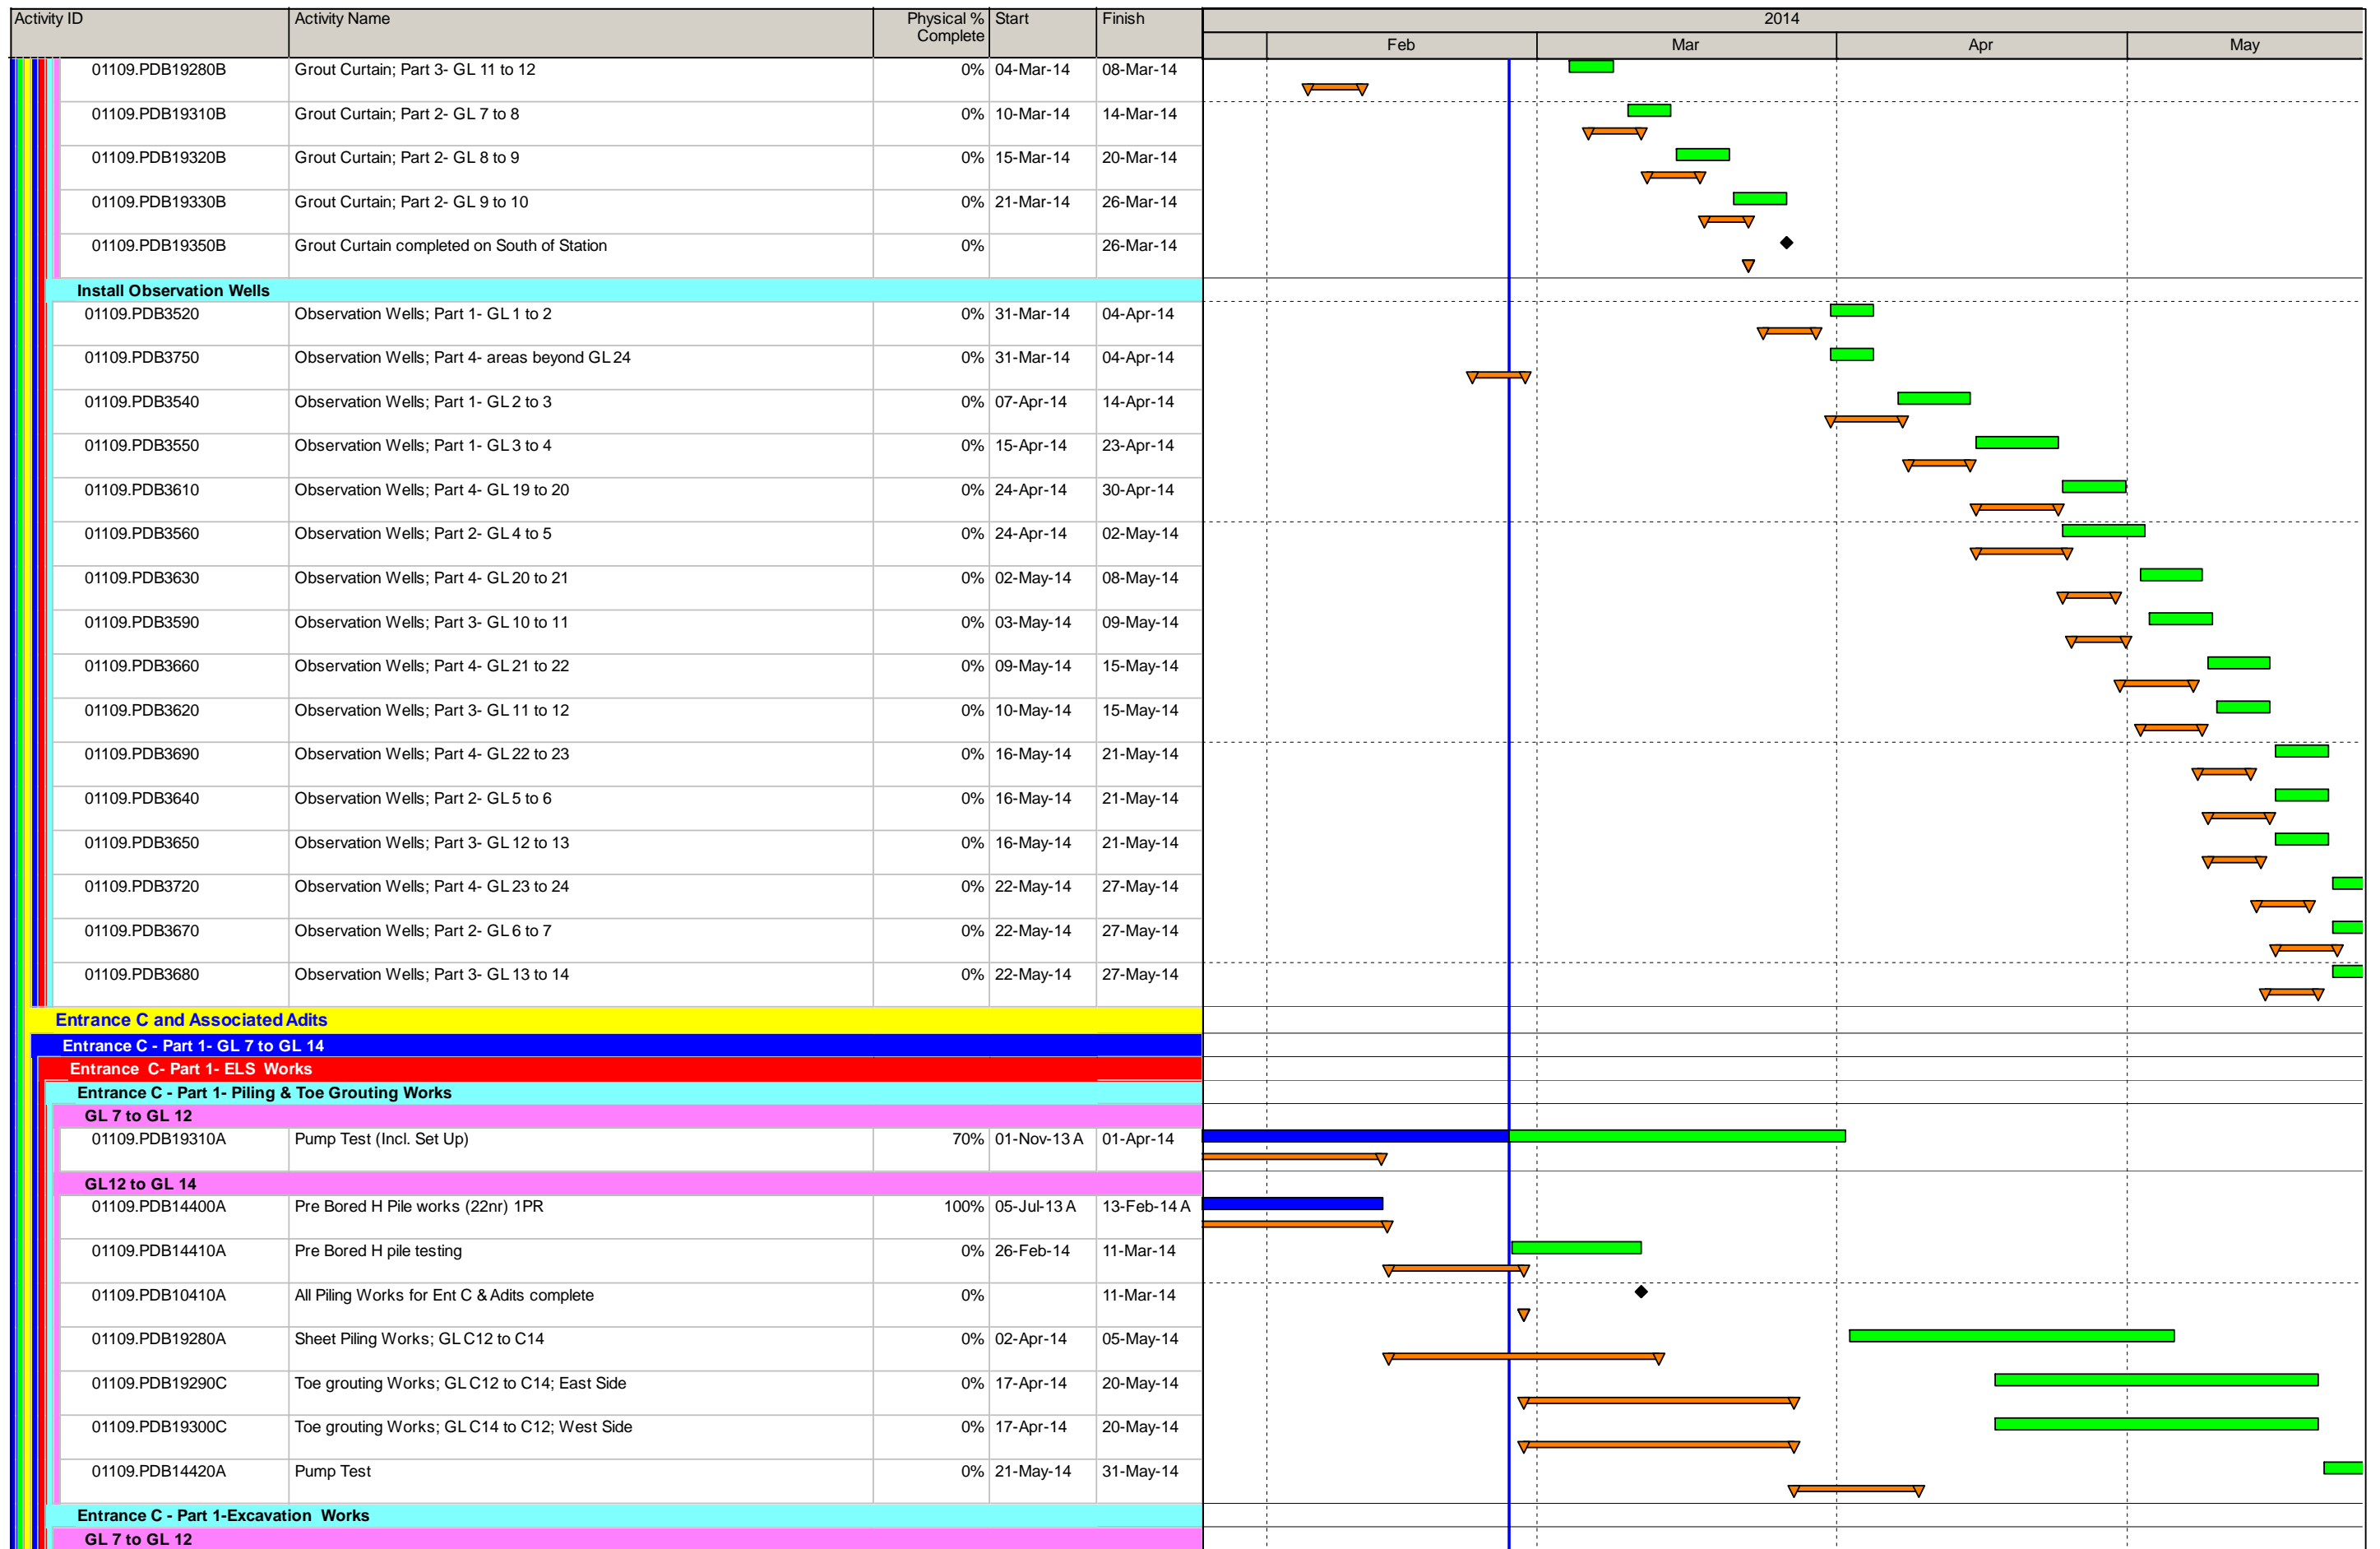 Activity ID Activity Name Physical % Complete Start Finish 2014
Feb Mar Apr May
01109.PDB19280B Grout Curtain; Part 3- GL 11 to 12 0% 04-Mar-14 08-Mar-14
01109.PDB19310B Grout Curtain; Part 2- GL 7 to 8 0% 10-Mar-14 14-Mar-14
01109.PDB19320B Grout Curtain; Part 2- GL 8 to 9 0% 15-Mar-14 20-Mar-14
01109.PDB19330B Grout Curtain; Part 2- GL 9 to 10 0% 21-Mar-14 26-Mar-14
01109.PDB19350B Grout Curtain completed on South of Station 0% 26-Mar-14
Install Observation Wells
01109.PDB3520 Observation Wells; Part 1- GL 1 to 2 0% 31-Mar-14 04-Apr-14
01109.PDB3750 Observation Wells; Part 4- areas beyond GL 24 0% 31-Mar-14 04-Apr-14
01109.PDB3540 Observation Wells; Part 1- GL 2 to 3 0% 07-Apr-14 14-Apr-14
01109.PDB3550 Observation Wells; Part 1- GL 3 to 4 0% 15-Apr-14 23-Apr-14
01109.PDB3610 Observation Wells; Part 4- GL 19 to 20 0% 24-Apr-14 30-Apr-14
01109.PDB3560 Observation Wells; Part 2- GL 4 to 5 0% 24-Apr-14 02-May-14
01109.PDB3630 Observation Wells; Part 4- GL 20 to 21 0% 02-May-14 08-May-14
01109.PDB3590 Observation Wells; Part 3- GL 10 to 11 0% 03-May-14 09-May-14
01109.PDB3660 Observation Wells; Part 4- GL 21 to 22 0% 09-May-14 15-May-14
01109.PDB3620 Observation Wells; Part 3- GL 11 to 12 0% 10-May-14 15-May-14
01109.PDB3690 Observation Wells; Part 4- GL 22 to 23 0% 16-May-14 21-May-14
01109.PDB3640 Observation Wells; Part 2- GL 5 to 6 0% 16-May-14 21-May-14
01109.PDB3650 Observation Wells; Part 3- GL 12 to 13 0% 16-May-14 21-May-14
01109.PDB3720 Observation Wells; Part 4- GL 23 to 24 0% 22-May-14 27-May-14
01109.PDB3670 Observation Wells; Part 2- GL 6 to 7 0% 22-May-14 27-May-14
01109.PDB3680 Observation Wells; Part 3- GL 13 to 14 0% 22-May-14 27-May-14
Entrance C and Associated Adits
Entrance C - Part 1- GL 7 to GL 14
Entrance C- Part 1- ELS Works
Entrance C - Part 1- Piling & Toe Grouting Works
GL 7 to GL 12
01109.PDB19310A Pump Test (Incl. Set Up) 70% 01-Nov-13 A 01-Apr-14
GL12 to GL 14
01109.PDB14400A Pre Bored H Pile works (22nr) 1PR 100% 05-Jul-13 A 13-Feb-14 A
01109.PDB14410A Pre Bored H pile testing 0% 26-Feb-14 11-Mar-14
01109.PDB10410A All Piling Works for Ent C & Adits complete 0% 11-Mar-14
01109.PDB19280A Sheet Piling Works; GL C12 to C14 0% 02-Apr-14 05-May-14
01109.PDB19290C Toe grouting Works; GL C12 to C14; East Side 0% 17-Apr-14 20-May-14
01109.PDB19300C Toe grouting Works; GL C14 to C12; West Side 0% 17-Apr-14 20-May-14
01109.PDB14420A Pump Test 0% 21-May-14 31-May-14
Entrance C - Part 1-Excavation Works
GL 7 to GL 12